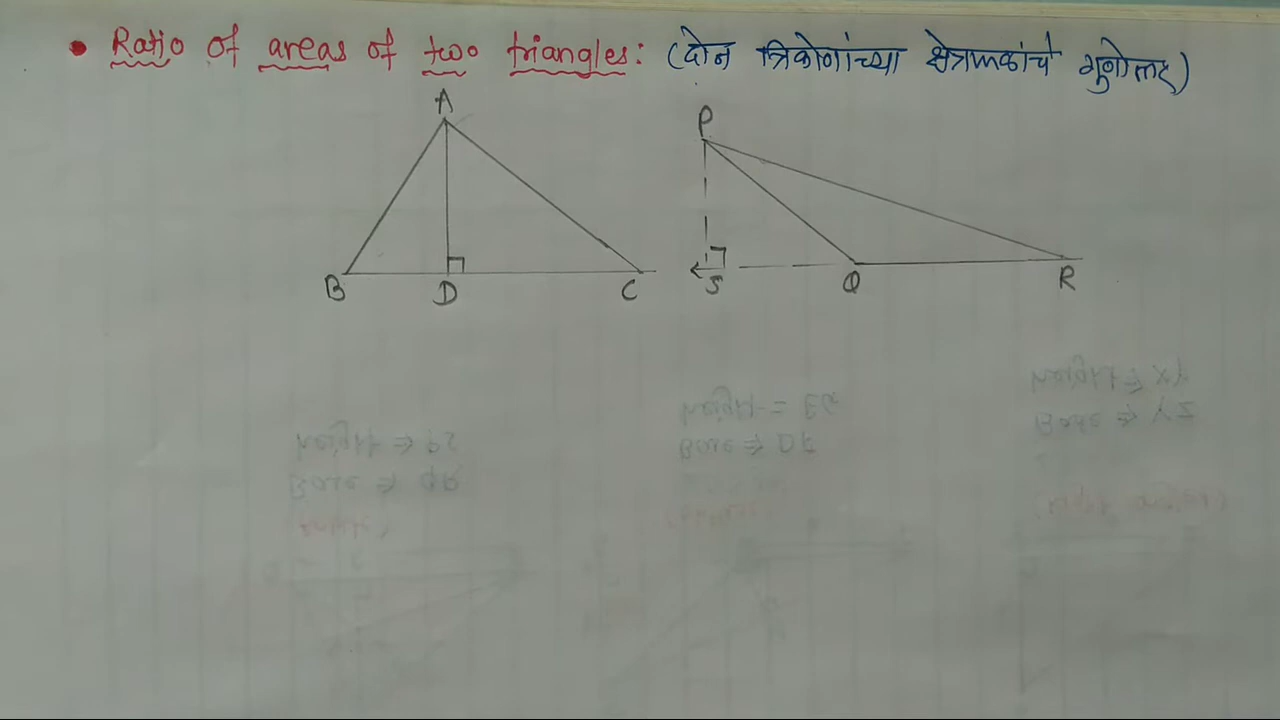 • Ratio of areas of two triangles: (दोन त्रिकोणांच्या क्षेत्रफळांचे गुणोत्तर)
A
P
B D C
S Q R